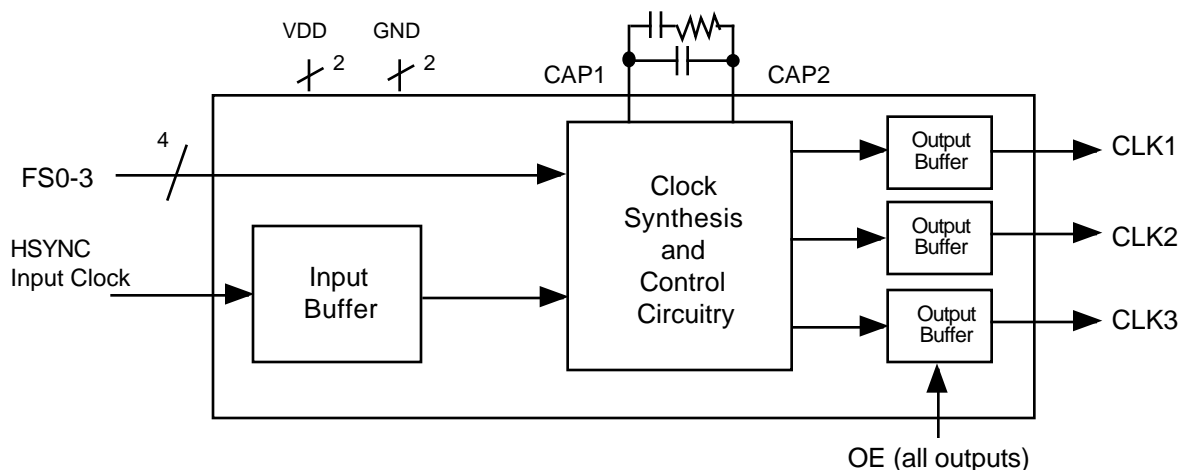 VDD
GND
2
2
CAP1
CAP2
4
FS0-3
HSYNC
Input Clock
Input
Buffer
Clock
Synthesis
and
Control
Circuitry
Output
Buffer
CLK1
Output
Buffer
CLK2
Output
Buffer
CLK3
OE (all outputs)